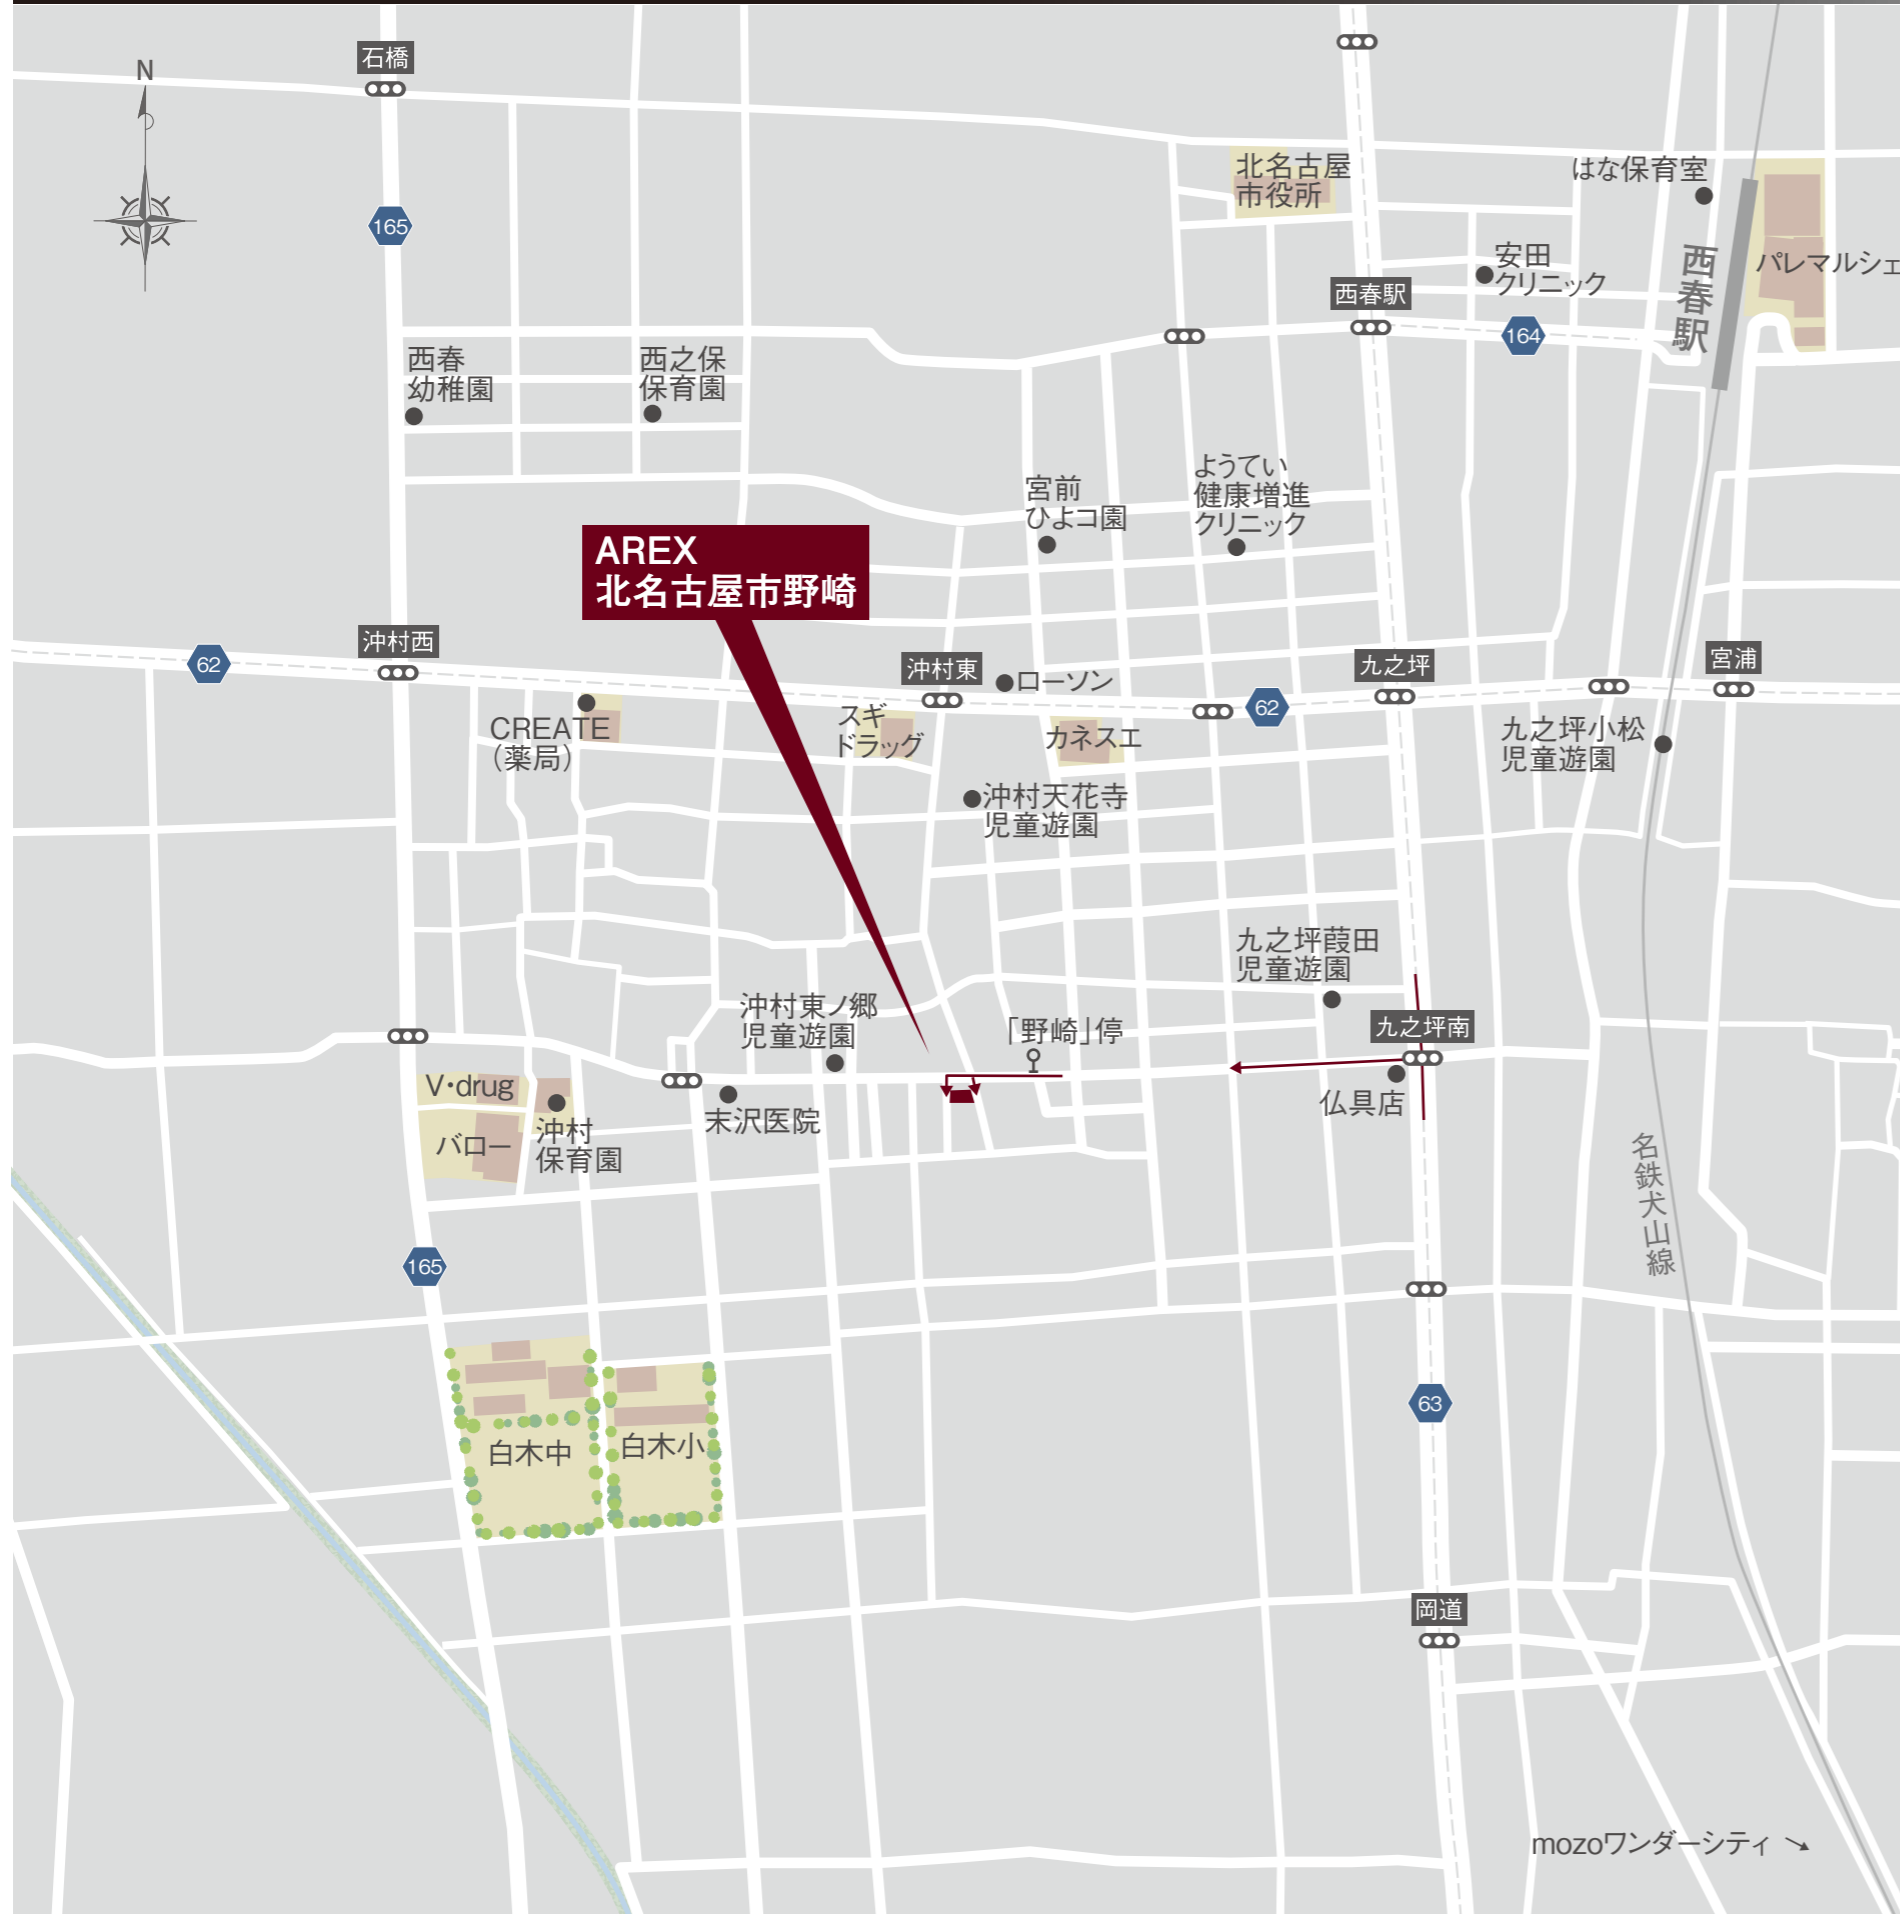 N
石橋
165
北名古屋
市役所
はな保育室
安田
クリニック
西春駅
パレマルシェ
西春駅
164
西春
幼稚園
西之保
保育園
宮前
ひよコ園
ようてい
健康増進
クリニック
AREX
北名古屋市野崎
62
沖村西
沖村東
ローソン
九之坪
宮浦
62
CREATE
（薬局）
スギ
ドラッグ
カネスエ
九之坪小松
児童遊園
沖村天花寺
児童遊園
九之坪葭田
児童遊園
沖村東ノ郷
児童遊園
「野崎」停
九之坪南
V・drug
バロー
沖村
保育園
末沢医院
仏具店
名鉄犬山線
165
63
白木中
白木小
岡道
mozoワンダーシティ